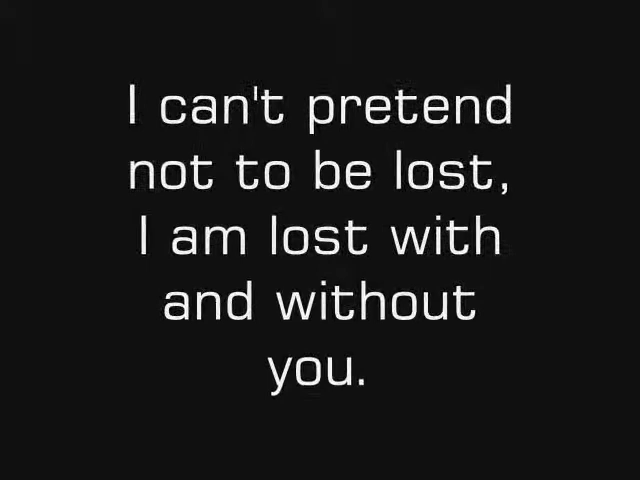 I can't pretend
not to be lost,
I am lost with
and without
you.